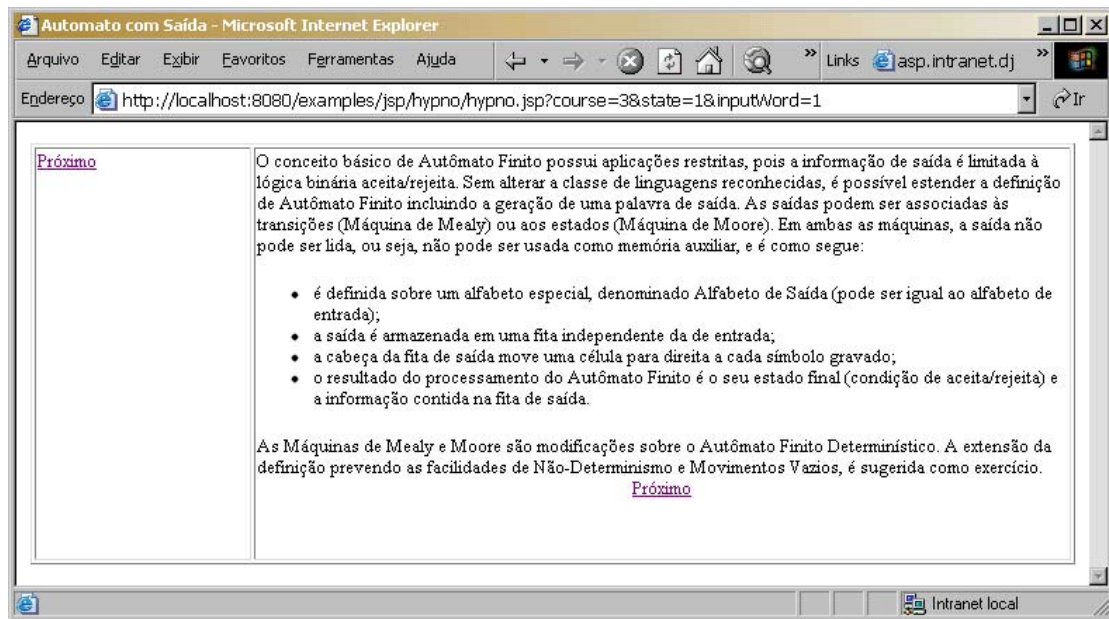 Automato com Saída - Microsoft Internet Explorer
Arquivo Editar Exibir Favoritos Ferramentas Ajuda » Links asp.intranet.dj »
Endereço http://localhost:8080/examples/jsp/hypno/hypno.jsp?course=3&state=1&inputWord=1 Ir
Próximo
O conceito básico de Autômato Finito possui aplicações restritas, pois a informação de saída é limitada à
lógica binária aceita/rejeita. Sem alterar a classe de linguagens reconhecidas, é possível estender a definição
de Autômato Finito incluindo a geração de uma palavra de saída. As saídas podem ser associadas às
transições (Máquina de Mealy) ou aos estados (Máquina de Moore). Em ambas as máquinas, a saída não
pode ser lida, ou seja, não pode ser usada como memória auxiliar, e é como segue:
• é definida sobre um alfabeto especial, denominado Alfabeto de Saída (pode ser igual ao alfabeto de
entrada);
• a saída é armazenada em uma fita independente da de entrada;
• a cabeça da fita de saída move uma célula para direita a cada símbolo gravado;
• o resultado do processamento do Autômato Finito é o seu estado final (condição de aceita/rejeita) e
a informação contida na fita de saída.
As Máquinas de Mealy e Moore são modificações sobre o Autômato Finito Determinístico. A extensão da
definição prevendo as facilidades de Não-Determinismo e Movimentos Vazios, é sugerida como exercício.
Próximo
Intranet local